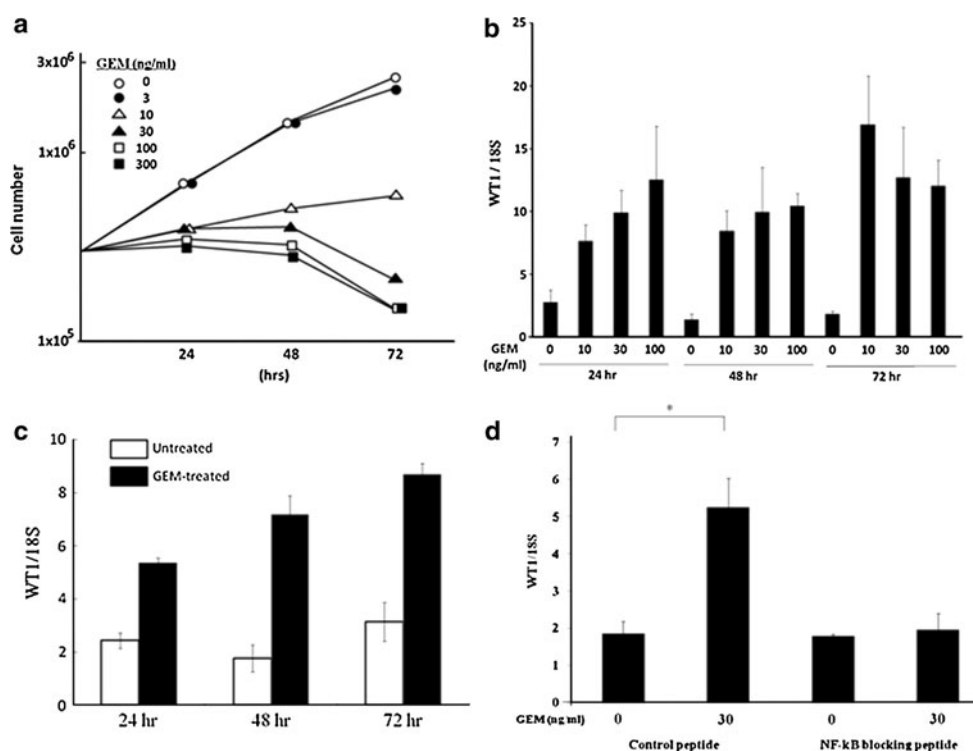 a
GEM (ng/ml)
0
3
10
30
100
300
3x10⁶
1x10⁶
1x10⁵
Cell number
24 48 72
(hrs)
b
WT1 / 18S
25
20
15
10
5
0
GEM (ng/ml)
0 10 30 100 0 10 30 100 0 10 30 100
24 hr 48 hr 72 hr
c
Untreated
GEM-treated
WT1/18S
10
8
6
4
2
0
24 hr 48 hr 72 hr
d
*
WT1/18S
7
6
5
4
3
2
1
0
GEM (ng/ml) 0 30 0 30
Control peptide NF-kB blocking peptide